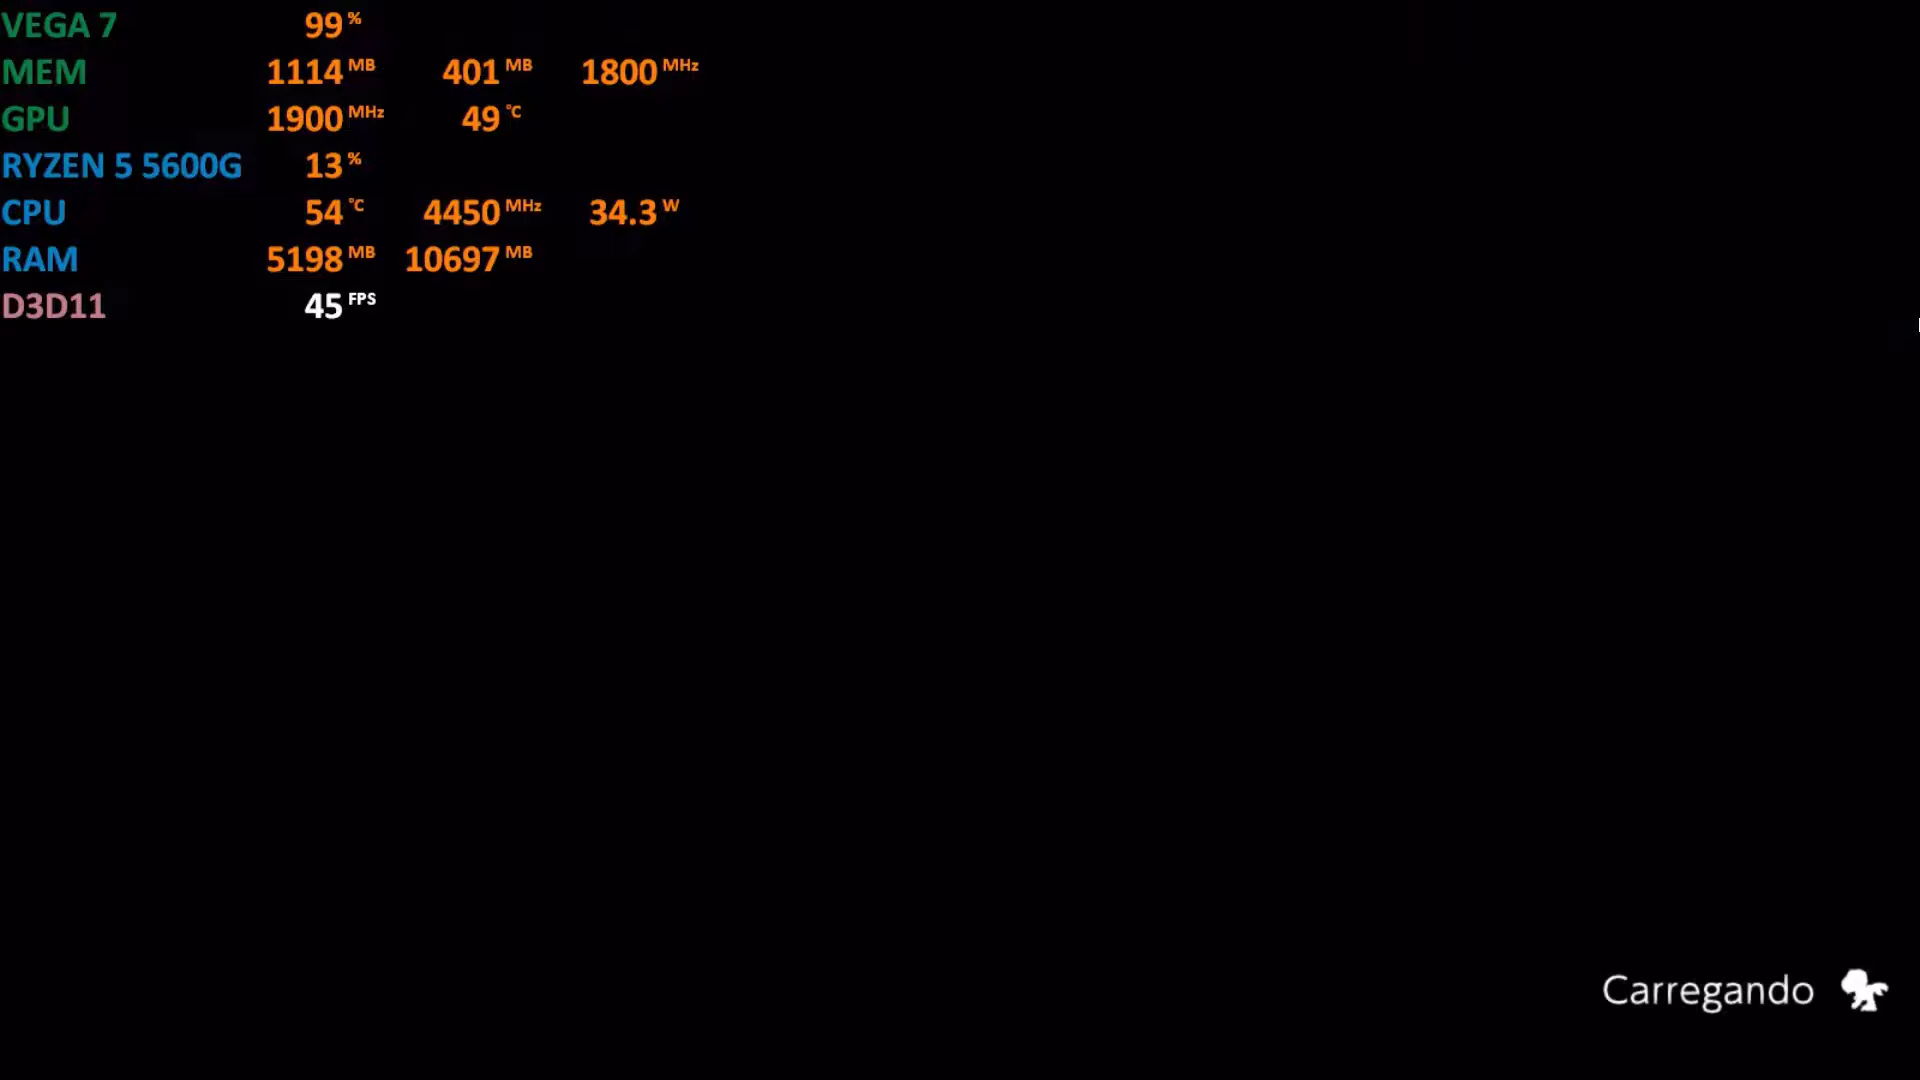 VEGA 7 99 %
MEM 1114 MB 401 MB 1800 MHz
GPU 1900 MHz 49 °C
RYZEN 5 5600G 13 %
CPU 54 °C 4450 MHz 34.3 W
RAM 5198 MB 10697 MB
D3D11 45 FPS
Carregando